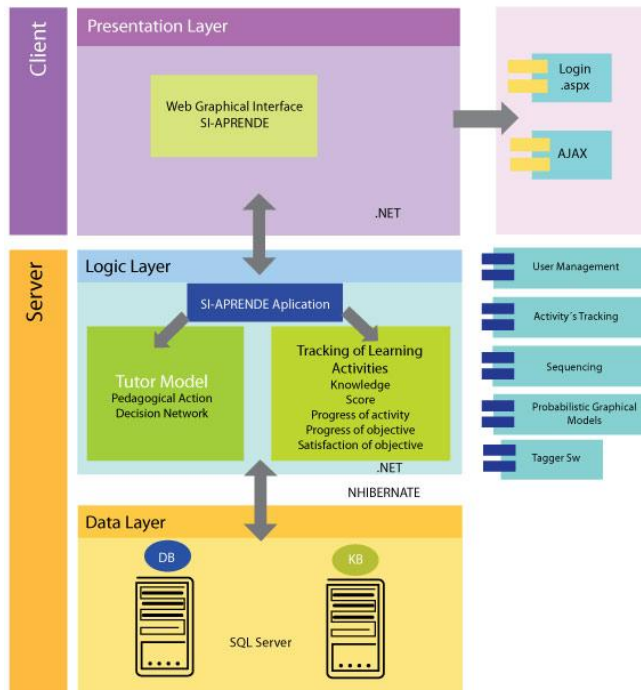 Client
Presentation Layer
Web Graphical Interface
SI-APRENDE
.NET
Login
.aspx
AJAX
Server
Logic Layer
SI-APRENDE Aplication
Tutor Model
Pedagogical Action
Decision Network
Tracking of Learning
Activities
Knowledge
Score
Progress of activity
Progress of objective
Satisfaction of objective
.NET
NHIBERNATE
User Management
Activity´s Tracking
Sequencing
Probabilistic Graphical
Models
Tagger Sw
Data Layer
DB
KB
SQL Server